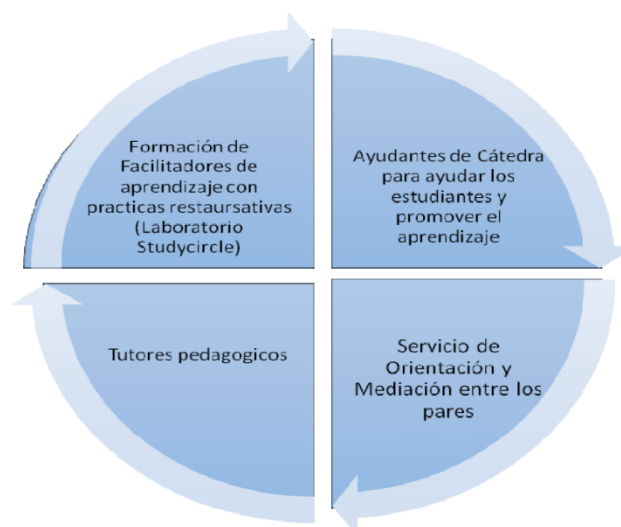 Formación de
Facilitadores de
aprendizaje con
practicas restaursativas
(Laboratorio
Studycircle)
Ayudantes de Cátedra
para ayudar los
estudiantes y
promover el
aprendizaje
Tutores pedagogicos
Servicio de
Orientación y
Mediación entre los
pares